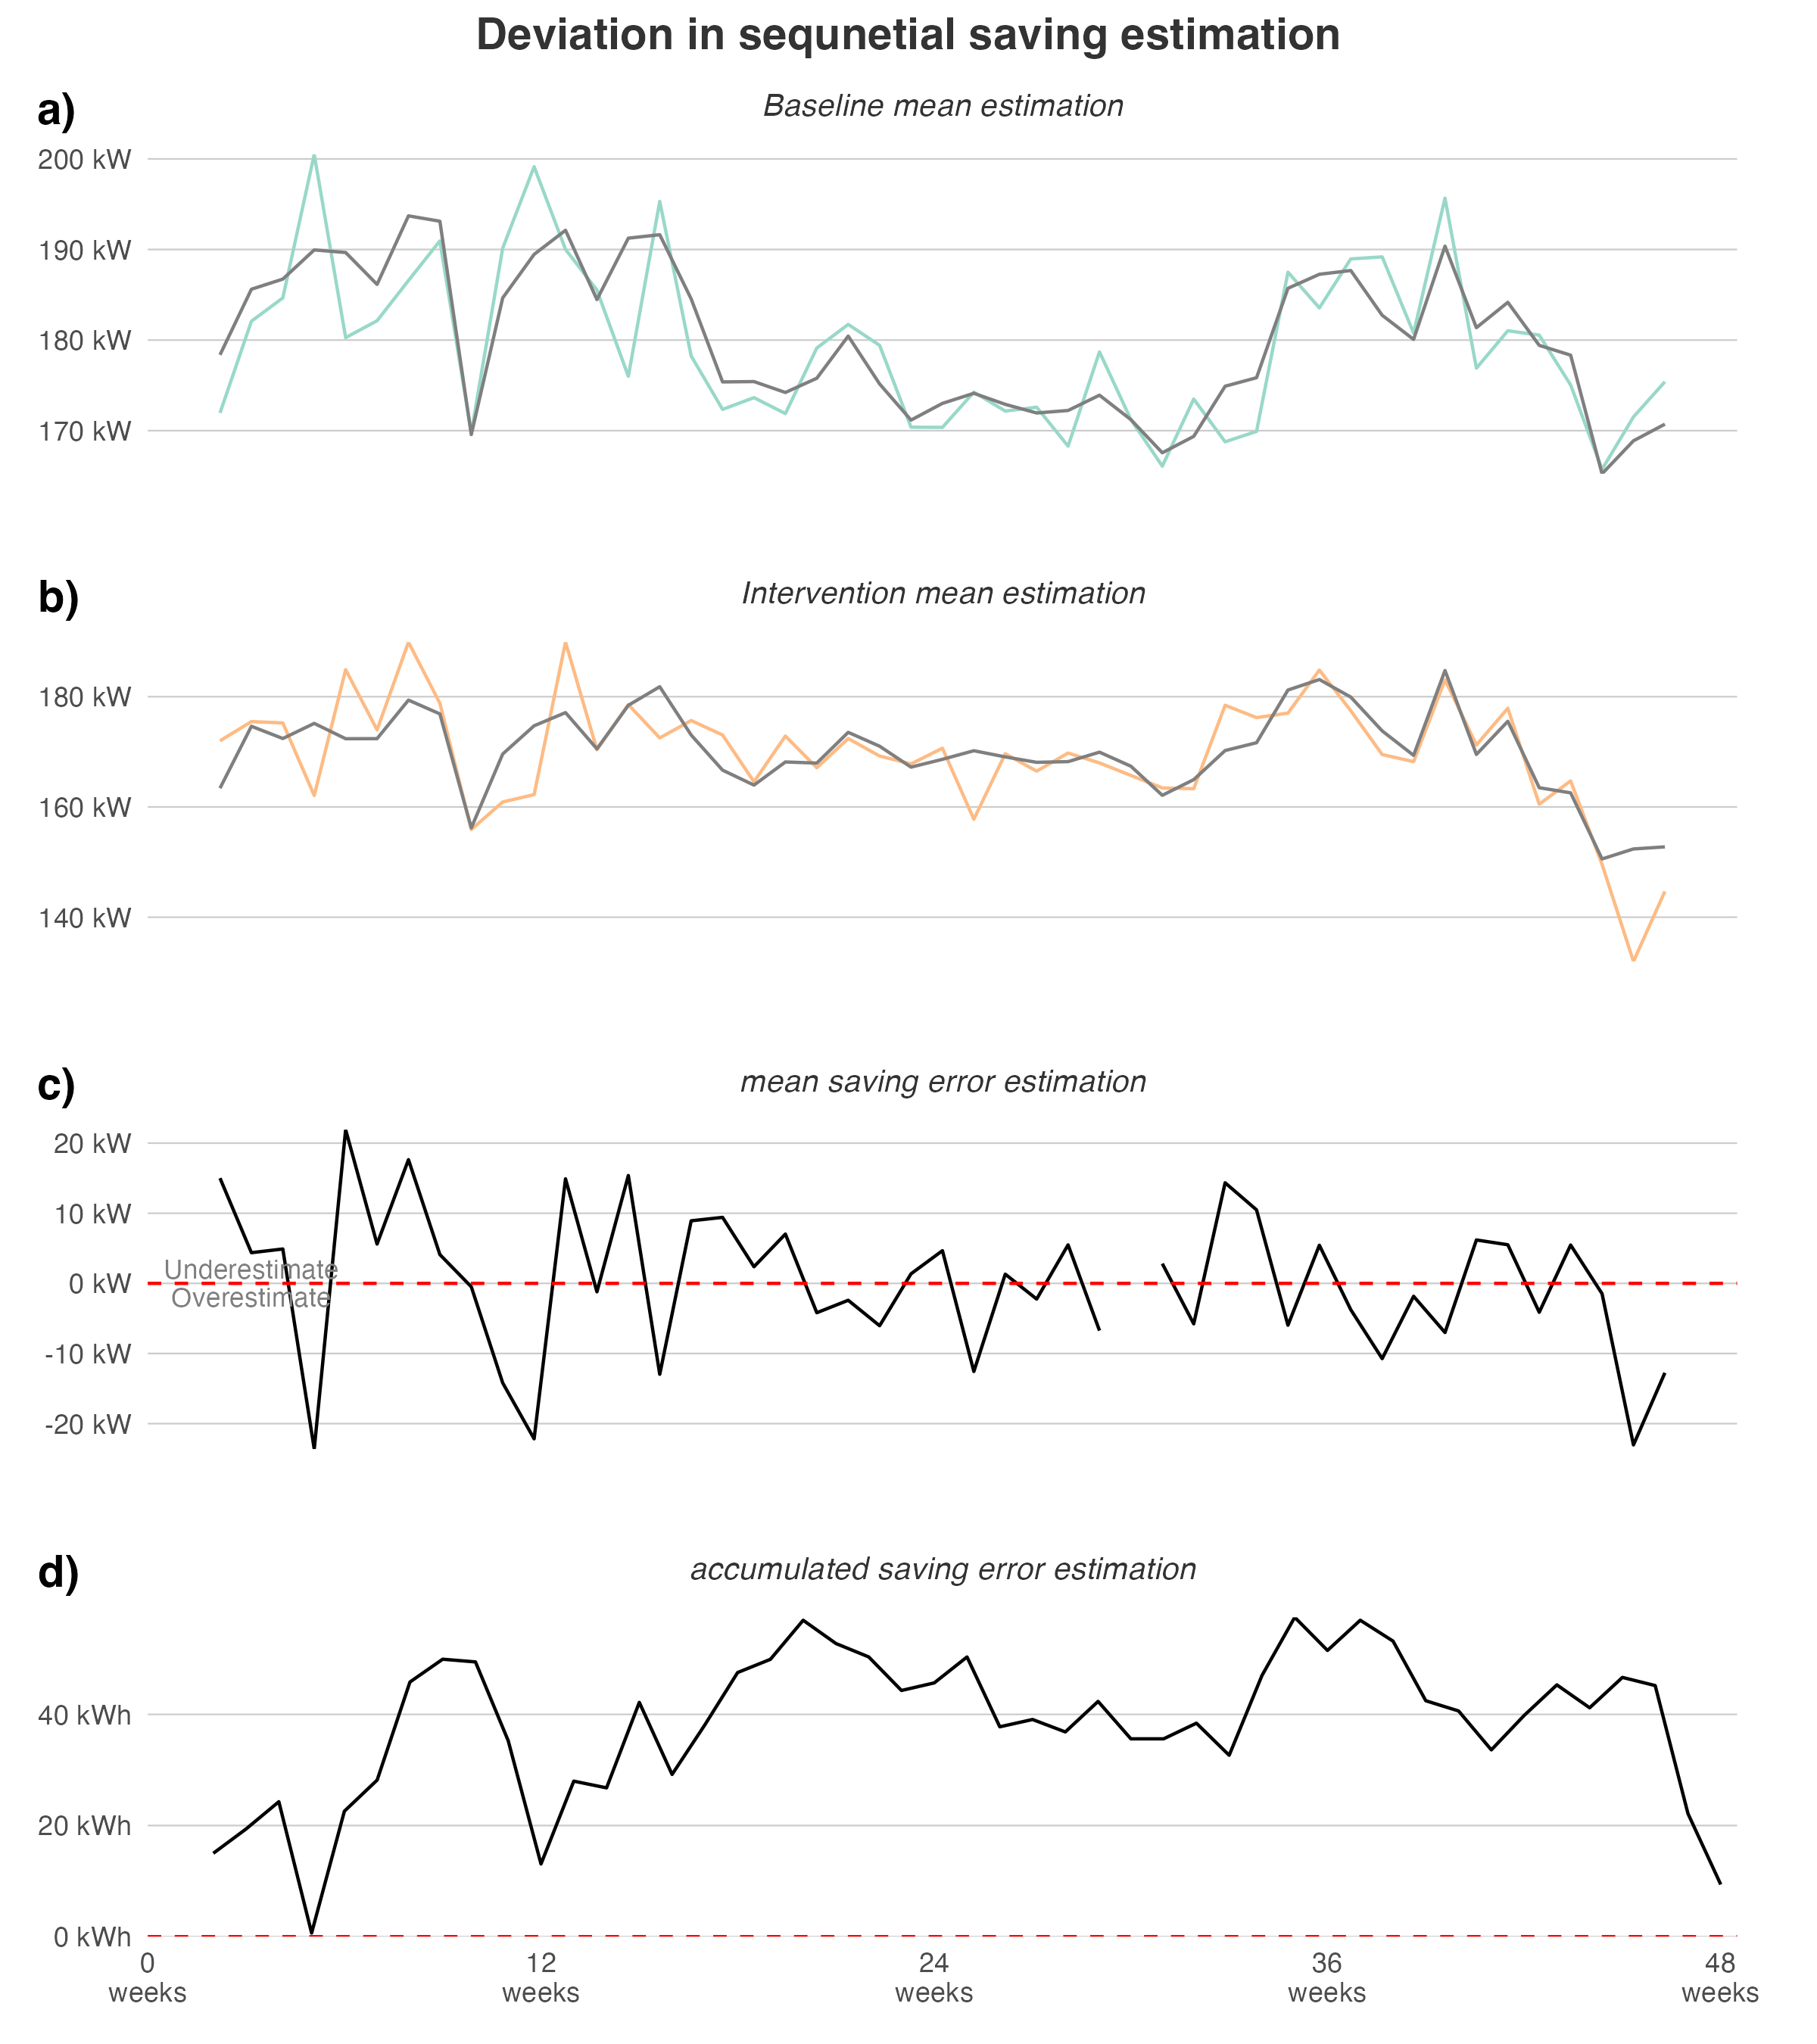 Deviation in sequnetial saving estimation
a)
Baseline mean estimation
200 kW
190 kW
180 kW
170 kW
b)
Intervention mean estimation
180 kW
160 kW
140 kW
c)
mean saving error estimation
20 kW
10 kW
Underestimate
0 kW
Overestimate
-10 kW
-20 kW
d)
accumulated saving error estimation
40 kWh
20 kWh
0 kWh
0 12 24 36 48
weeks weeks weeks weeks weeks